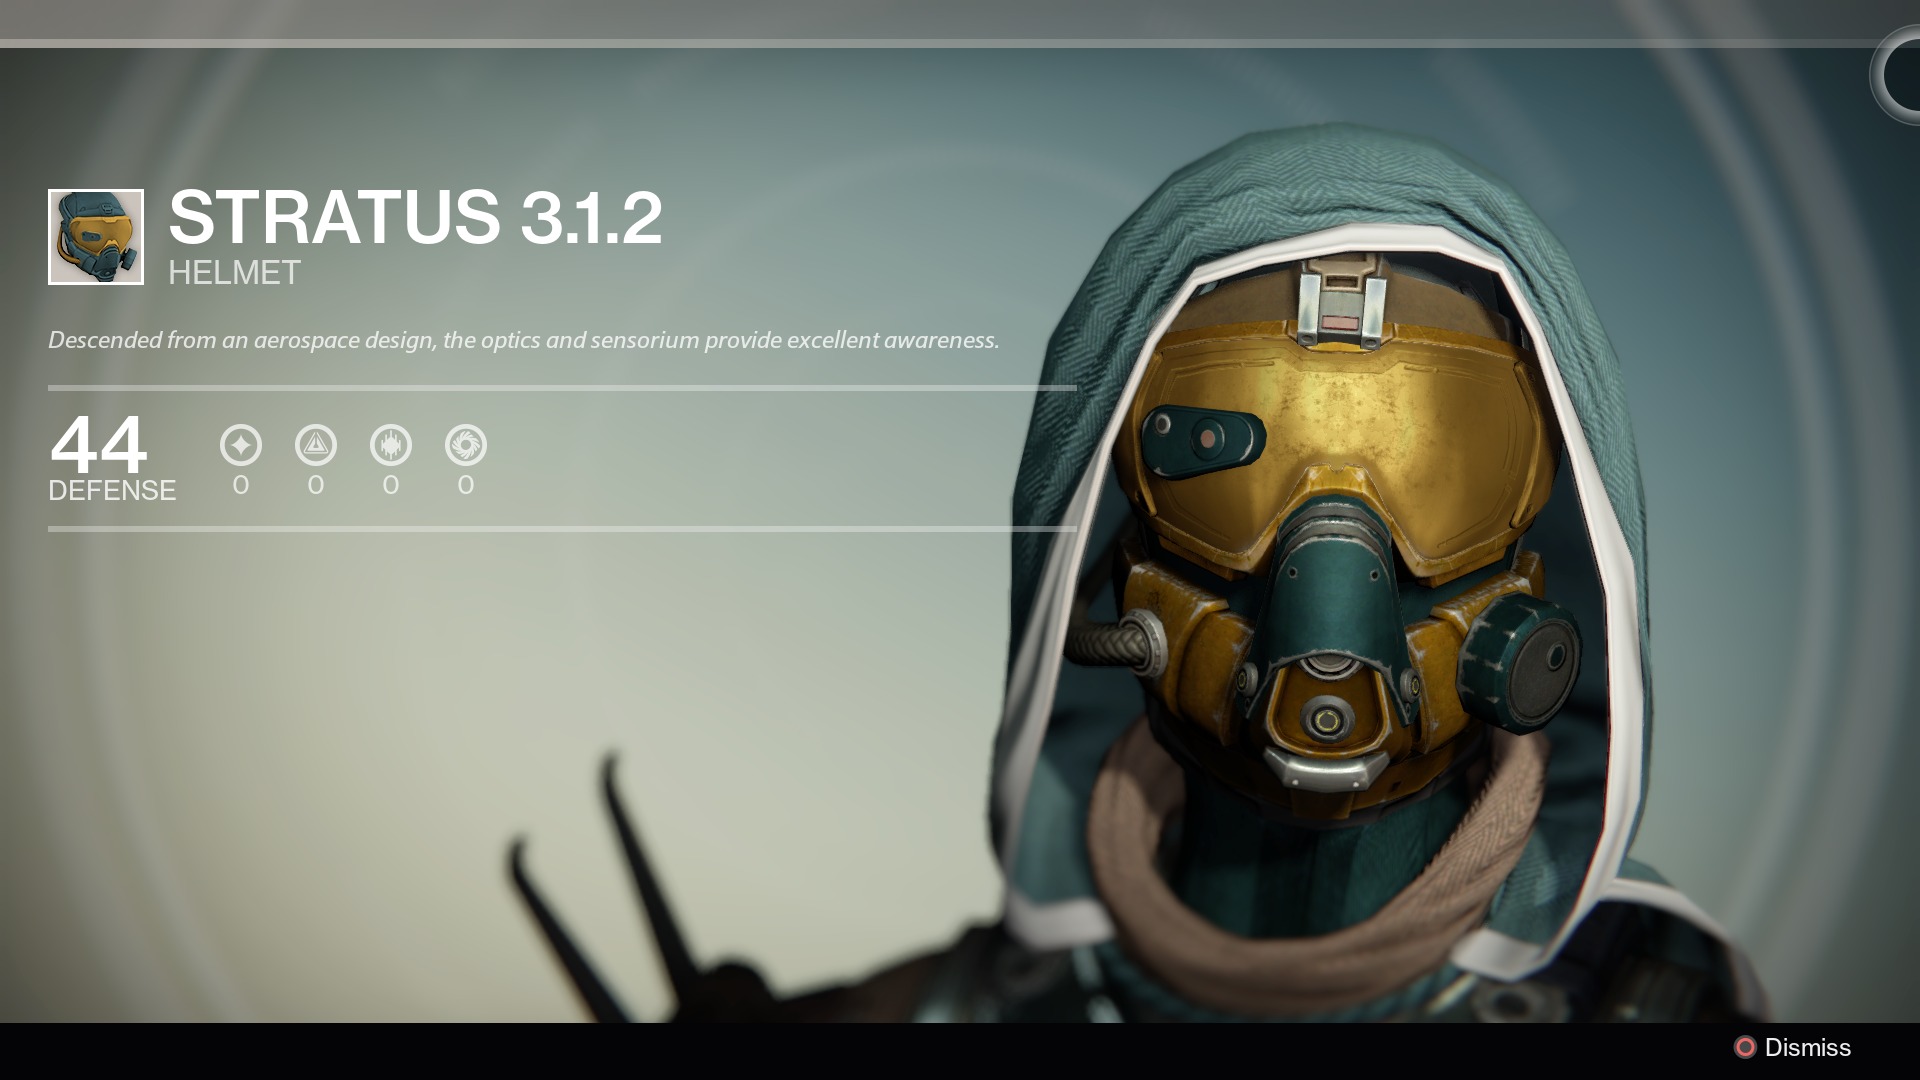 STRATUS 3.1.2
HELMET
Descended from an aerospace design, the optics and sensorium provide excellent awareness.
44
DEFENSE
0 0 0 0
Dismiss